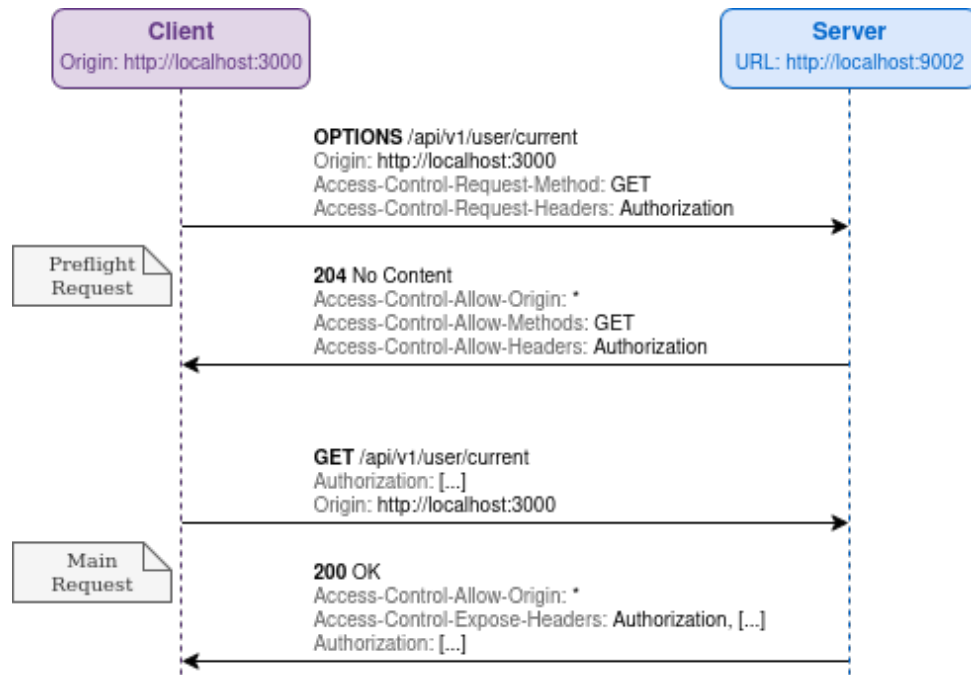 Client
Origin: http://localhost:3000
Server
URL: http://localhost:9002
OPTIONS /api/v1/user/current
Origin: http://localhost:3000
Access-Control-Request-Method: GET
Access-Control-Request-Headers: Authorization
Preflight
Request
204 No Content
Access-Control-Allow-Origin: *
Access-Control-Allow-Methods: GET
Access-Control-Allow-Headers: Authorization
GET /api/v1/user/current
Authorization: [...]
Origin: http://localhost:3000
Main
Request
200 OK
Access-Control-Allow-Origin: *
Access-Control-Expose-Headers: Authorization, [...]
Authorization: [...]